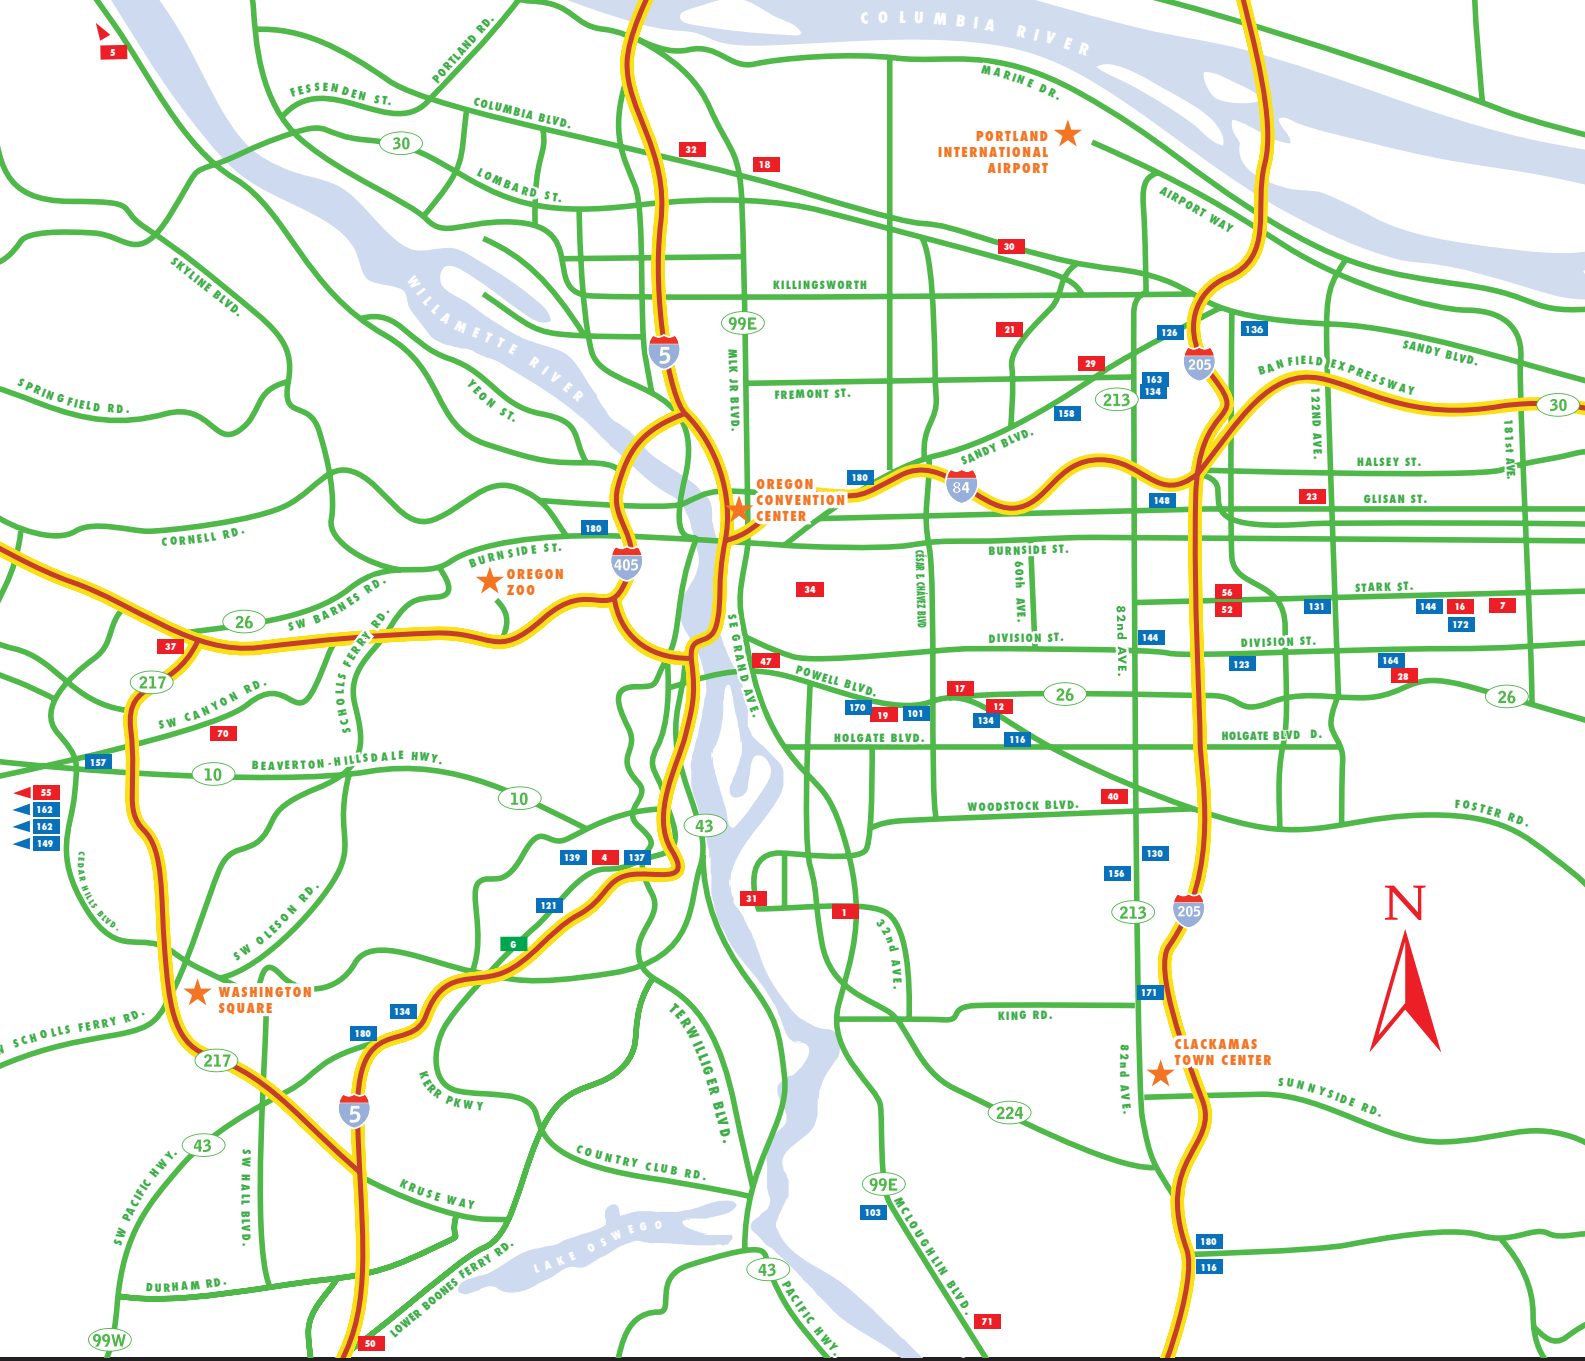 COLUMBIA RIVER
5
PORTLAND RD.
FESSENDEN ST.
COLUMBIA BLVD.
MARINE DR.
30
PORTLAND
INTERNATIONAL
AIRPORT
32
18
LOMBARD ST.
AIRPORT WAY
30
SKYLINE BLVD.
WILLAMETTE RIVER
KILLINGSWORTH
99E
21
126
136
5
MLK JR BLVD.
29
205
SANDY BLVD.
BANFIELD EXPRESSWAY
SPRINGFIELD RD.
YEON ST.
FREMONT ST.
163
134
213
158
122ND AVE.
30
181st AVE.
SANDY BLVD.
HALSEY ST.
180
84
OREGON
CONVENTION
CENTER
148
23
GLISAN ST.
CORNELL RD.
180
BURNSIDE ST.
405
OREGON
ZOO
BURNSIDE ST.
CÉSAR E. CHÁVEZ BLVD
60th AVE.
34
SW BARNES RD.
26
56
52
STARK ST.
131
144
16
7
172
82nd AVE.
SE GRAND AVE.
DIVISION ST.
144
DIVISION ST.
37
SCHOLLS FERRY RD.
217
47
123
164
28
POWELL BLVD.
SW CANYON RD.
17
26
26
170
19
101
12
134
116
70
HOLGATE BLVD.
HOLGATE BLVD D.
157
10
BEAVERTON-HILLSDALE HWY.
10
55
162
162
149
40
WOODSTOCK BLVD.
FOSTER RD.
43
139
4
137
130
156
CEDAR HILLS BLVD.
121
31
1
213
205
N
32nd AVE.
SW OLESON RD.
G
WASHINGTON
SQUARE
134
180
171
KING RD.
N SCHOLLS FERRY RD.
TERWILLIGER BLVD.
CLACKAMAS
TOWN CENTER
217
5
KERR PKWY
82nd AVE.
SUNNYSIDE RD.
224
43
SW PACIFIC HWY.
SW HALL BLVD.
COUNTRY CLUB RD.
KRUSE WAY
99E
103
MCLOUGHLIN BLVD.
LAKE OSWEGO
180
116
43
PACIFIC HWY.
DURHAM RD.
LOWER BOONES FERRY RD.
71
99W
50